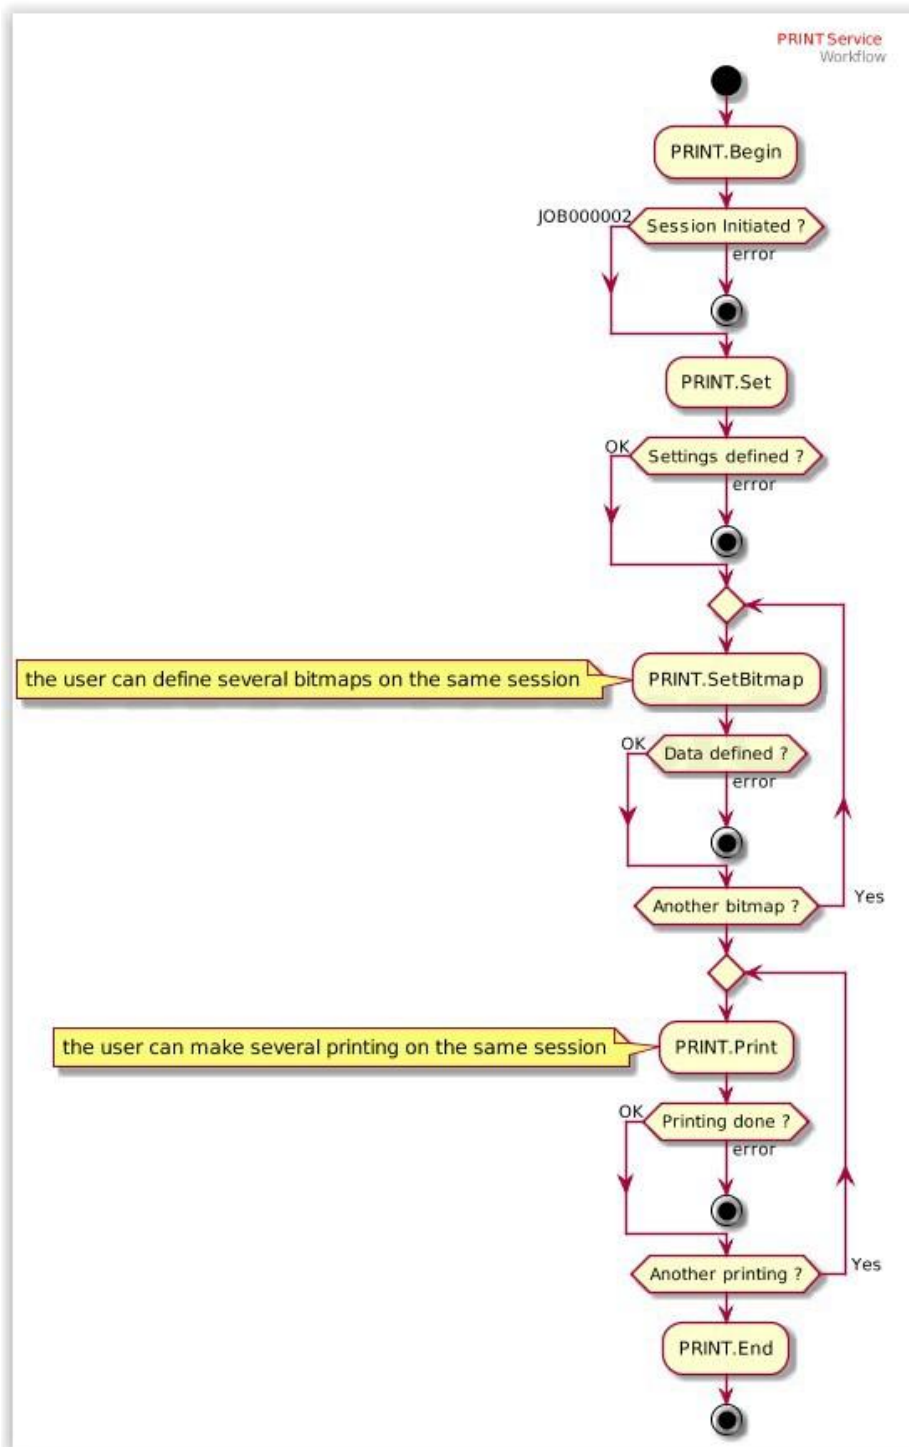 PRINT Service
Workflow
PRINT.Begin
JOB000002
Session Initiated ?
error
PRINT.Set
OK
Settings defined ?
error
the user can define several bitmaps on the same session
PRINT.SetBitmap
OK
Data defined ?
error
Another bitmap ?
Yes
the user can make several printing on the same session
PRINT.Print
OK
Printing done ?
error
Another printing ?
Yes
PRINT.End